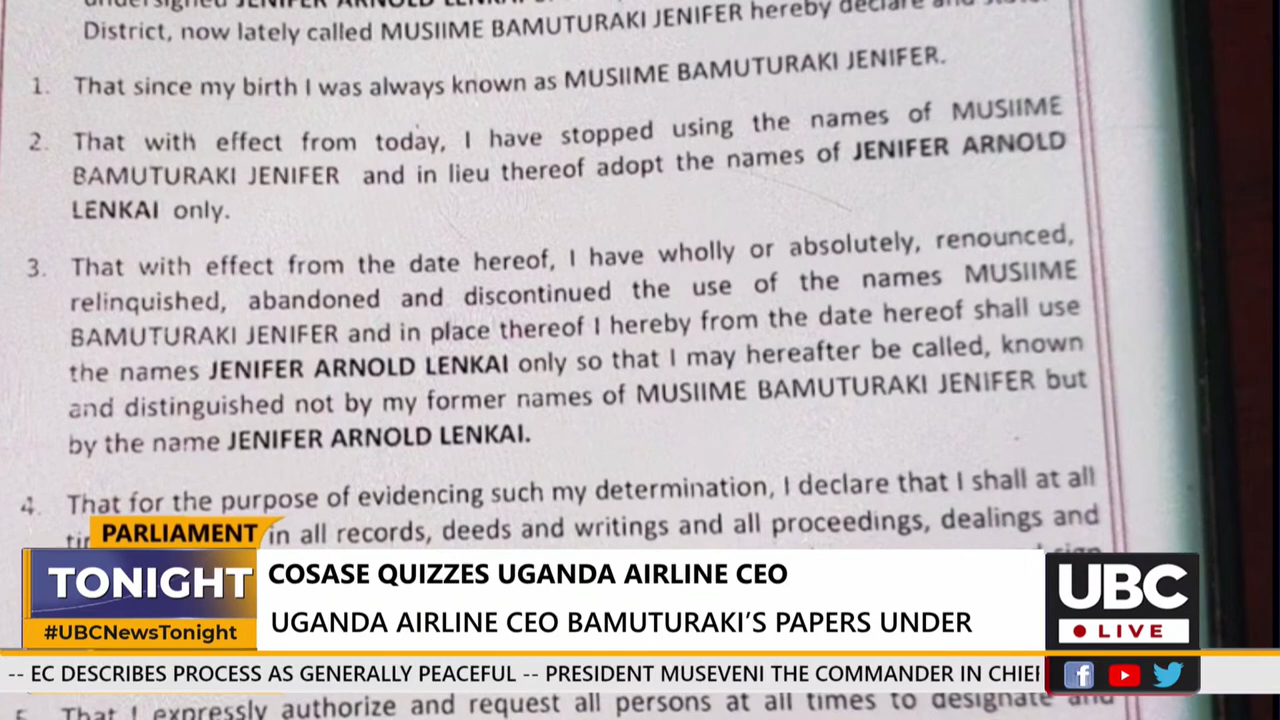 JENIFER ARNOLD
District, now lately called MUSIIME BAMUTURAKI JENIFER hereby declare and
1. That since my birth I was always known as MUSIIME BAMUTURAKI JENIFER.
2. That with effect from today, I have stopped using the names of MUSIIME
BAMUTURAKI JENIFER and in lieu thereof adopt the names of JENIFER ARNOLD
LENKAI only.
3. That with effect from the date hereof, I have wholly or absolutely, renounced,
relinquished, abandoned and discontinued the use of the names MUSIIME
BAMUTURAKI JENIFER and in place thereof I hereby from the date hereof shall use
the names JENIFER ARNOLD LENKAI only so that I may hereafter be called, known
and distinguished not by my former names of MUSIIME BAMUTURAKI JENIFER but
by the name JENIFER ARNOLD LENKAI.
4. That for the purpose of evidencing such my determination, I declare that I shall at all
in all records, deeds and writings and all proceedings, dealings and
PARLIAMENT
TONIGHT
#UBCNewsTonight
COSASE QUIZZES UGANDA AIRLINE CEO
UGANDA AIRLINE CEO BAMUTURAKI'S PAPERS UNDER
UBC
LIVE
-- EC DESCRIBES PROCESS AS GENERALLY PEACEFUL -- PRESIDENT MUSEVENI THE COMMANDER IN CHIEF
5. That I expressly authorize and request all persons at all times to designate and